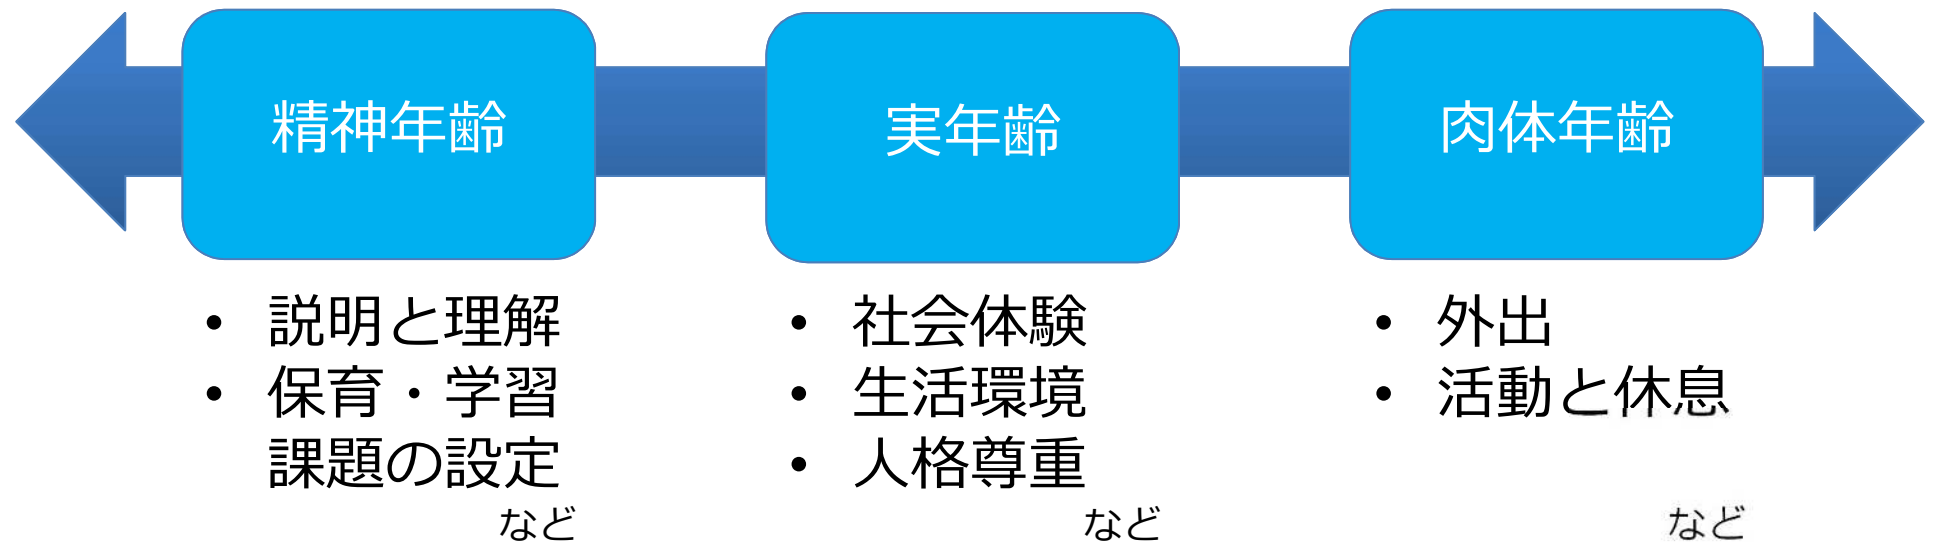 精神年齢
実年齢
肉体年齢
• 説明と理解
• 保育・学習
課題の設定
など
• 社会体験
• 生活環境
• 人格尊重
など
• 外出
• 活動と休息
など